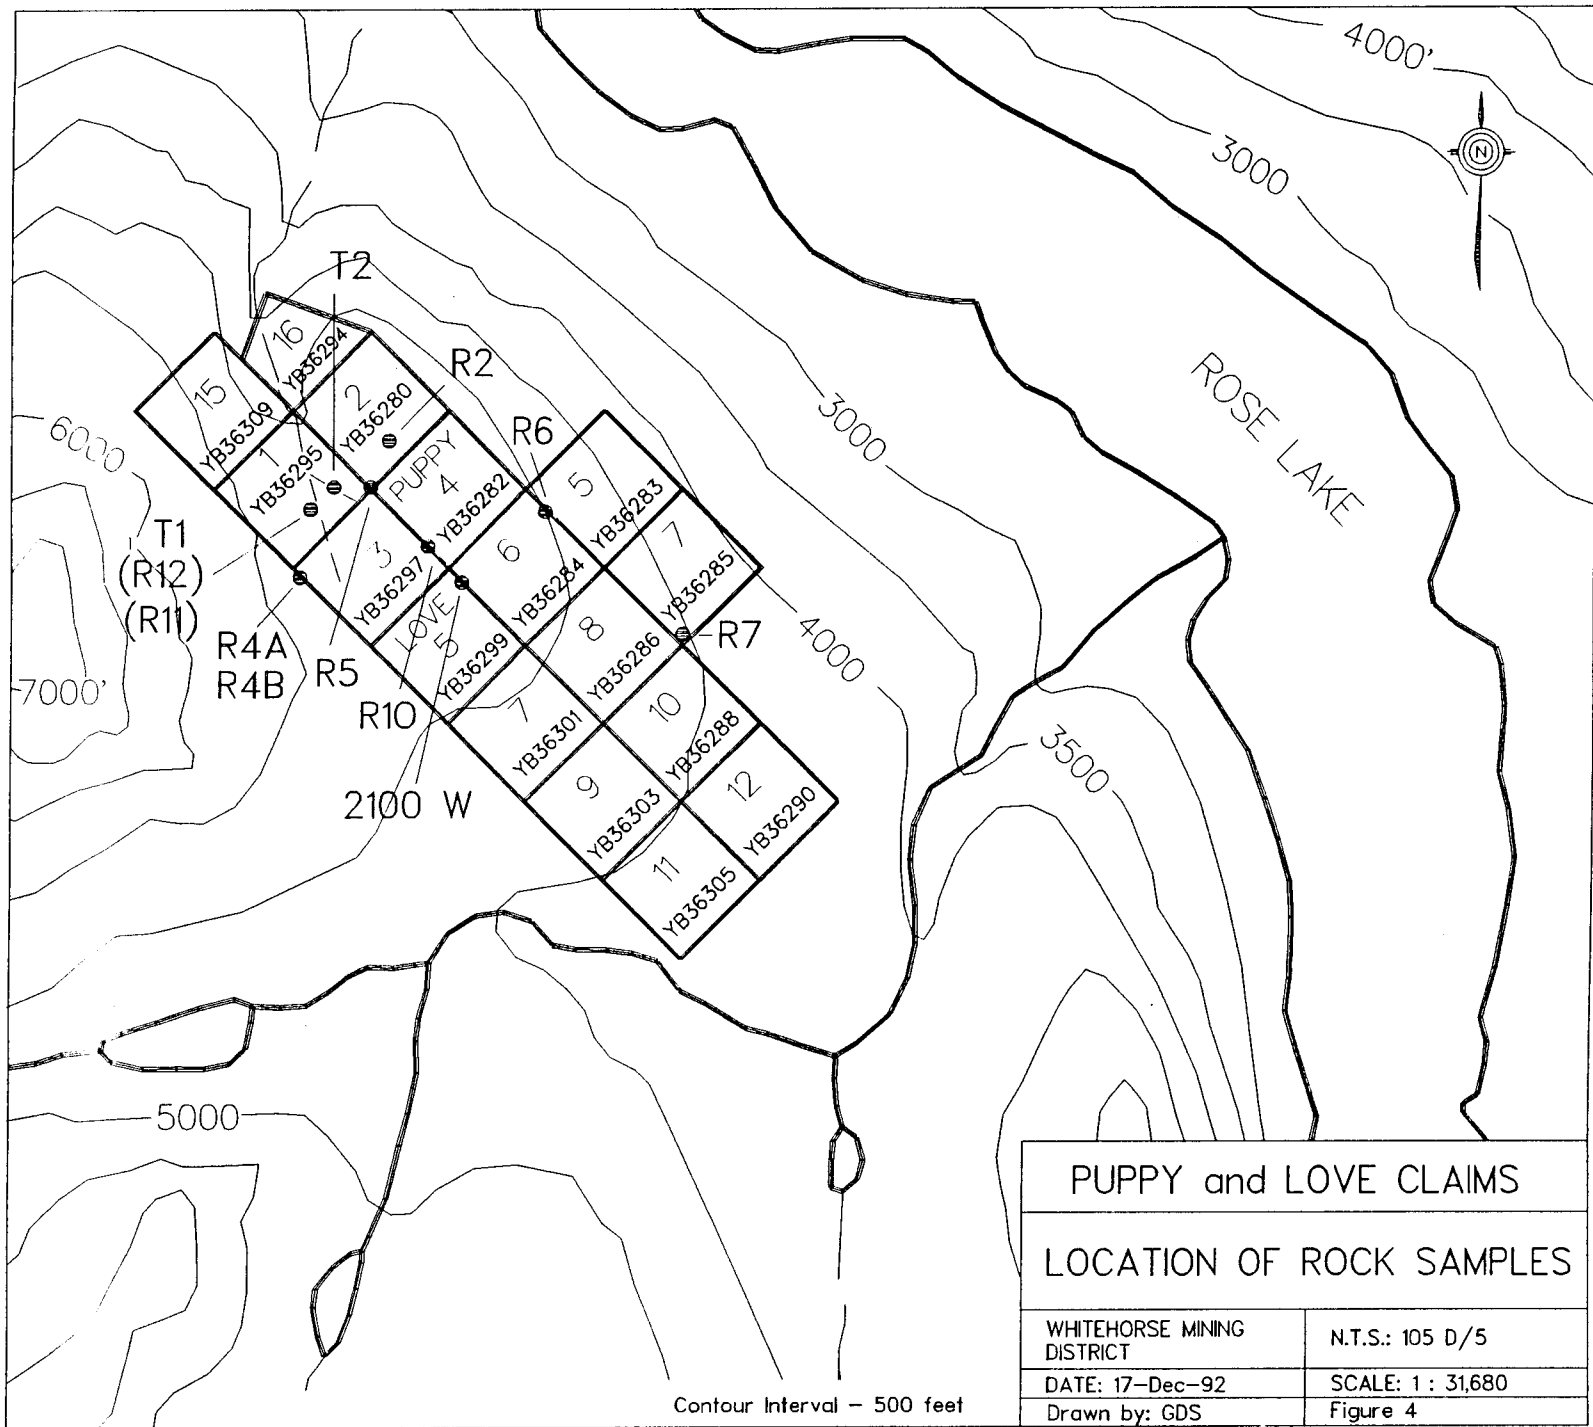 4000'
3000
N
ROSE LAKE
T2
16
YB36294
15
YB36309
2
YB36280
R2
6000
1
YB36295
PUPPY
4
YB36282
R6
5
YB36283
3000
T1
(R12)
(R11)
3
YB36297
6
YB36284
7
YB36285
R4A
R4B
R5
R10
LOVE
5
YB36299
8
YB36286
R7
4000
7000'
7
YB36301
10
YB36288
3500
2100 W
9
YB36303
12
YB36290
11
YB36305
5000
PUPPY and LOVE CLAIMS
LOCATION OF ROCK SAMPLES
WHITEHORSE MINING
DISTRICT
N.T.S.: 105 D/5
DATE: 17-Dec-92
SCALE: 1 : 31,680
Drawn by: GDS
Figure 4
Contour Interval - 500 feet